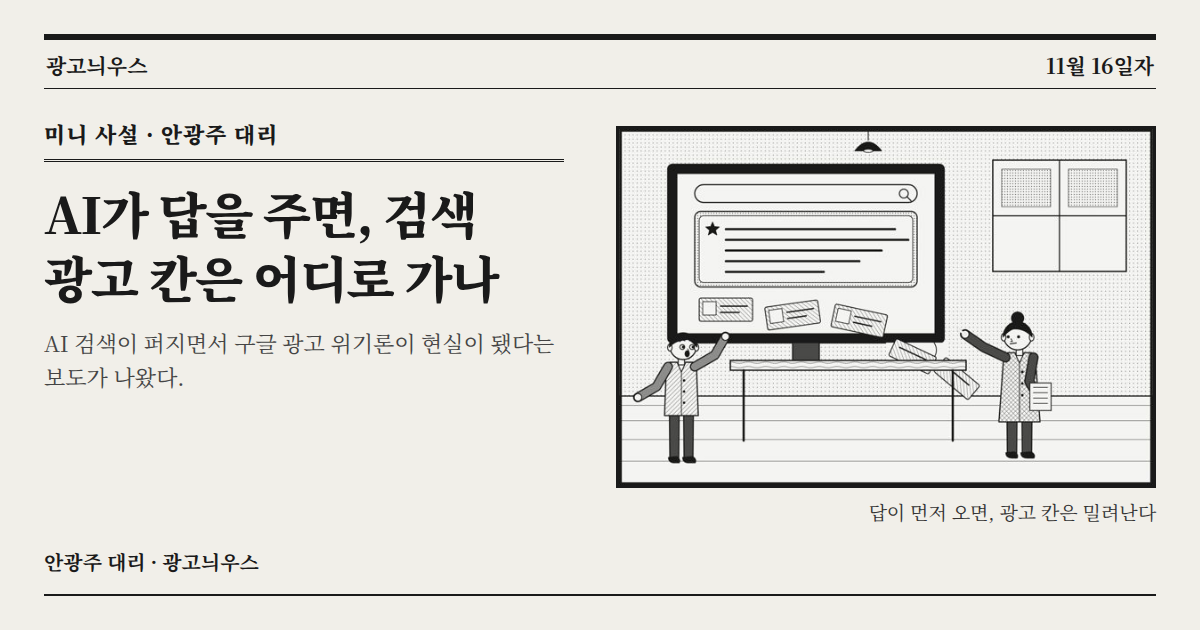 광고늬우스
11월 16일자
미니 사설 · 안광주 대리
AI가 답을 주면, 검색
광고 칸은 어디로 가나
AI 검색이 퍼지면서 구글 광고 위기론이 현실이 됐다는
보도가 나왔다.
답이 먼저 오면, 광고 칸은 밀려난다
안광주 대리 · 광고늬우스